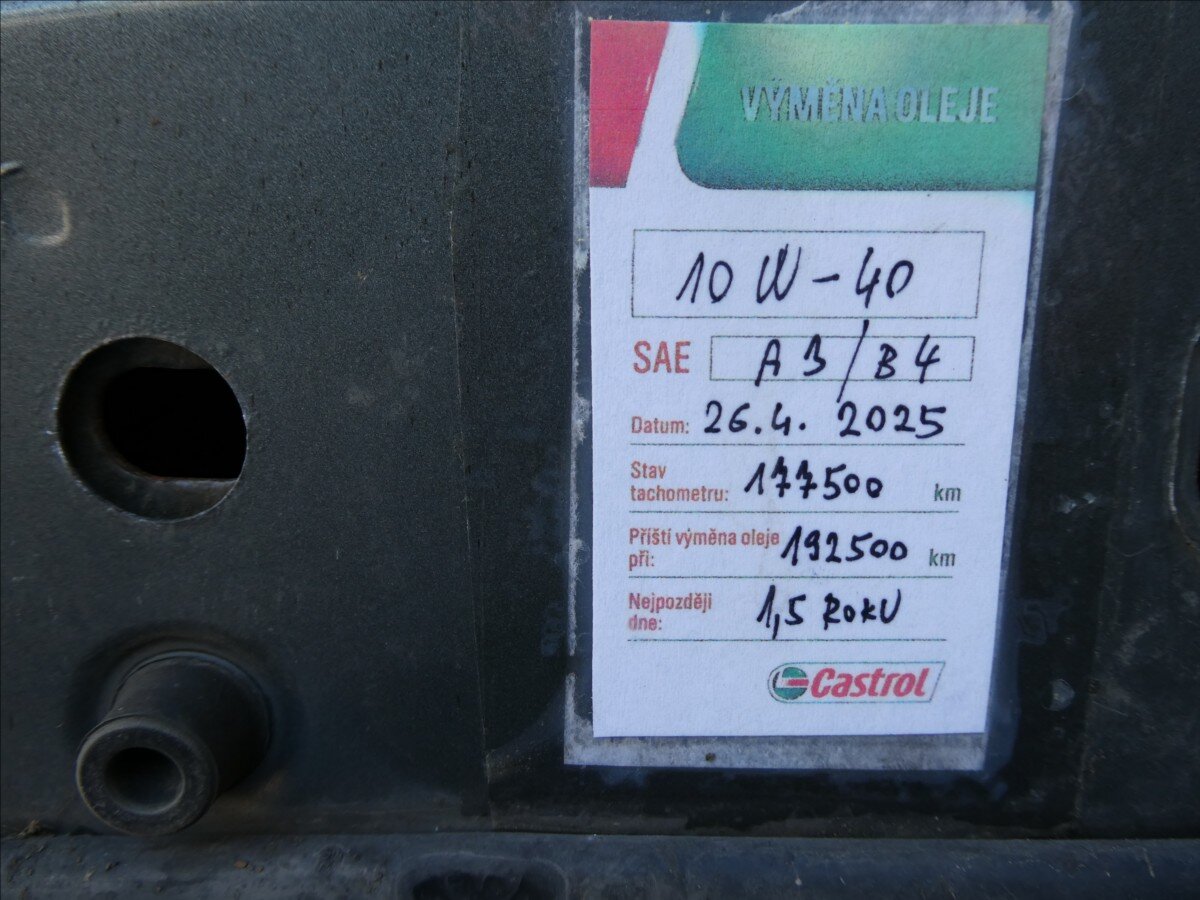 VÝMĚNA OLEJE
10W-40
SAE A3/B4
Datum: 26.4.2025
Stav
tachometru: 177500 km
Příští výměna oleje
při: 192500 km
Nejpozději
dne: 1,5 ROKU
Castrol